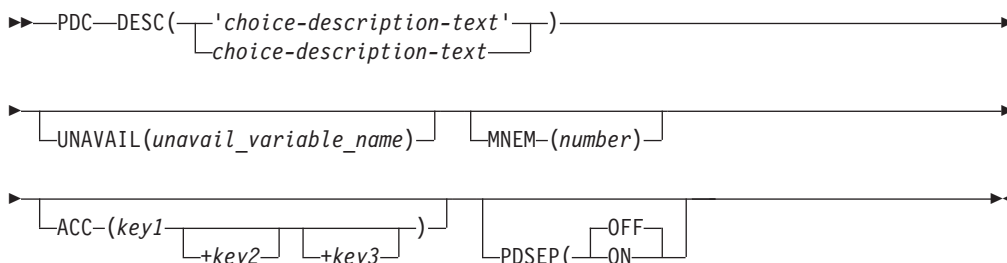 PDC DESC( 'choice-description-text' )
choice-description-text
UNAVAIL(unavail_variable_name) MNEM (number)
ACC (key1 )
+key2 +key3
OFF
PDSEP( ON